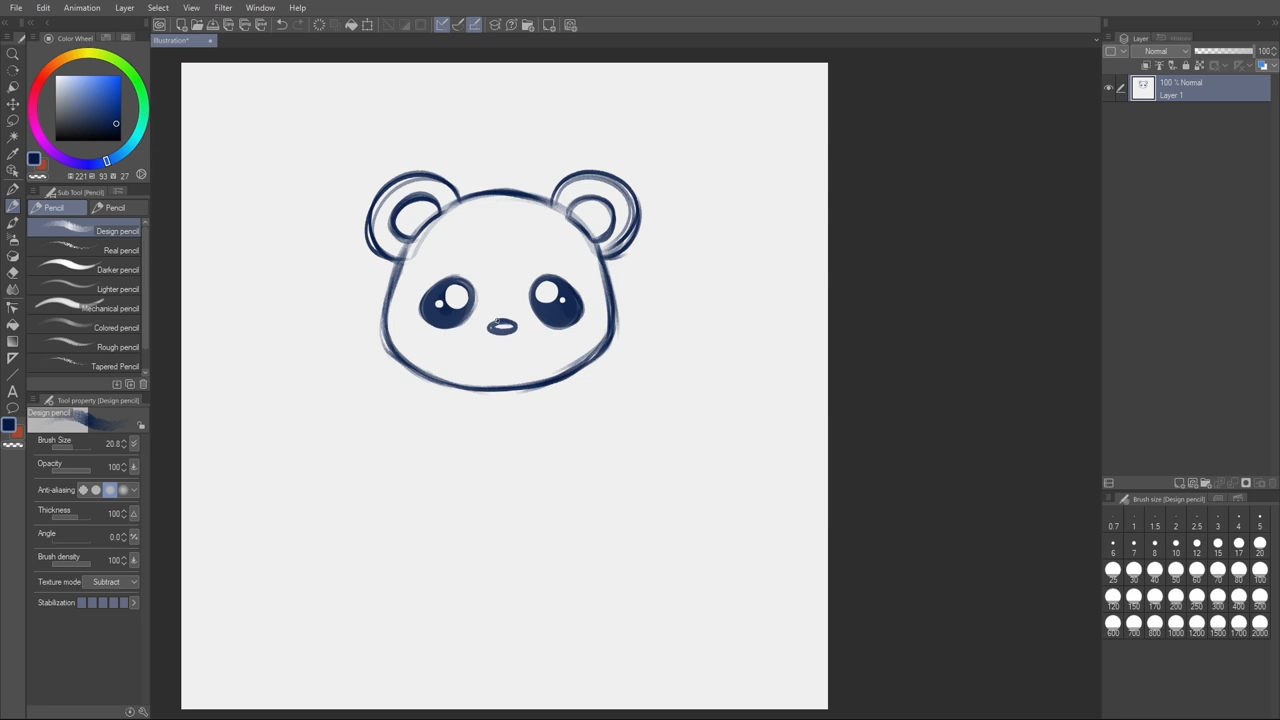 File Edit Animation Layer Select View Filter Window Help
Illustration*
Color Wheel
221 93 V 27
Sub Tool [Pencil]
Pencil Pencil
Design pencil
Real pencil
Darker pencil
Lighter pencil
Mechanical pencil
Colored pencil
Rough pencil
Tapered Pencil
Tool property [Design pencil]
Design pencil
Brush Size 20.8
Opacity 100
Anti-aliasing
Thickness 100
Angle 0.0
Brush density 100
Texture mode Subtract
Stabilization
Layer
Normal 100
100 % Normal
Layer 1
Brush size [Design pencil]
0.7 1 1.5 2 2.5 3 4 5
6 7 8 10 12 15 17 20
25 30 40 50 60 70 80 100
120 150 170 200 250 300 400 500
600 700 800 1000 1200 1500 1700 2000